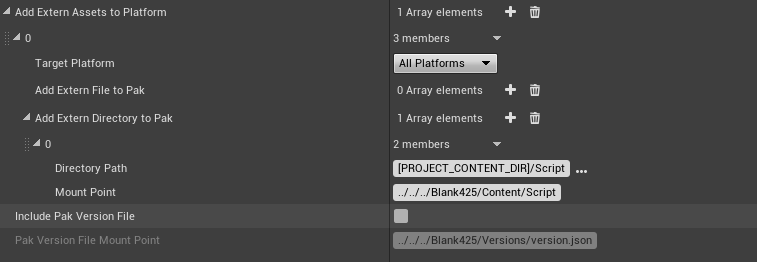 Add Extern Assets to Platform 1 Array elements
0 3 members
Target Platform All Platforms
Add Extern File to Pak 0 Array elements
Add Extern Directory to Pak 1 Array elements
0 2 members
Directory Path [PROJECT_CONTENT_DIR]/Script ...
Mount Point ../../../Blank425/Content/Script
Include Pak Version File
Pak Version File Mount Point ../../../Blank425/Versions/version.json